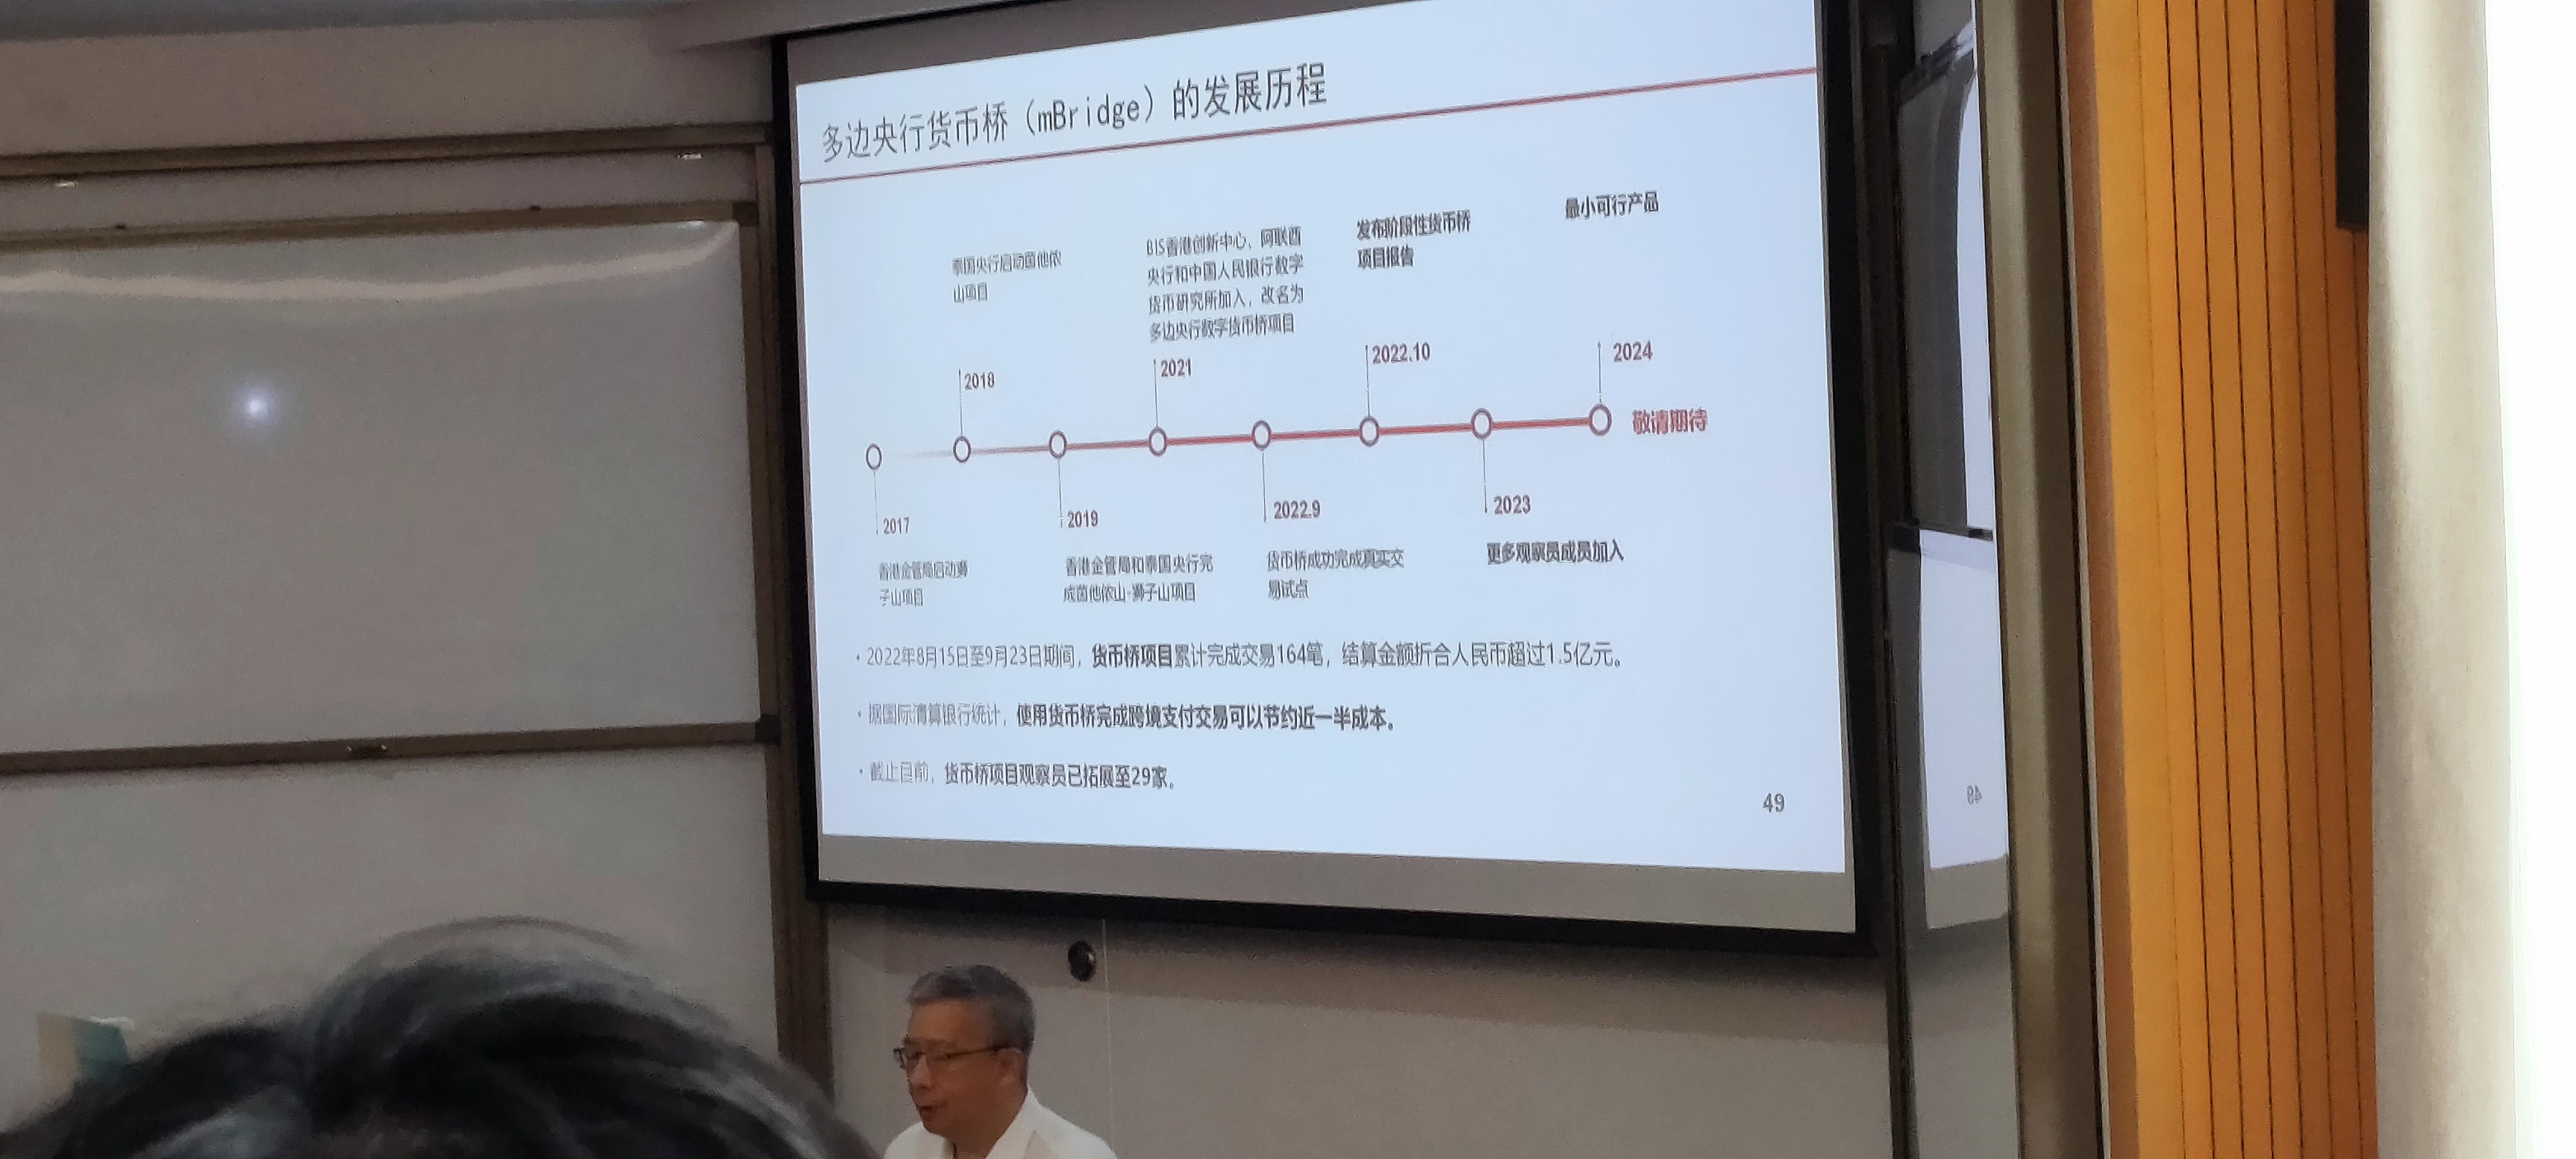 多边央行货币桥（mBridge）的发展历程
泰国央行启动茵他侬
山项目
BIS香港创新中心、阿联酋
央行和中国人民银行数字
货币研究所加入，改名为
多边央行数字货币桥项目
发布阶段性货币桥
项目报告
最小可行产品
2018
2021
2022.10
2024
敬请期待
2017
2019
2022.9
2023
香港金管局启动狮
子山项目
香港金管局和泰国央行完
成茵他侬山-狮子山项目
货币桥成功完成真实交
易试点
更多观察员成员加入
• 2022年8月15日至9月23日期间，货币桥项目累计完成交易164笔，结算金额折合人民币超过1.5亿元。
• 据国际清算银行统计，使用货币桥完成跨境支付交易可以节约近一半成本。
• 截止目前，货币桥项目观察员已拓展至29家。
49